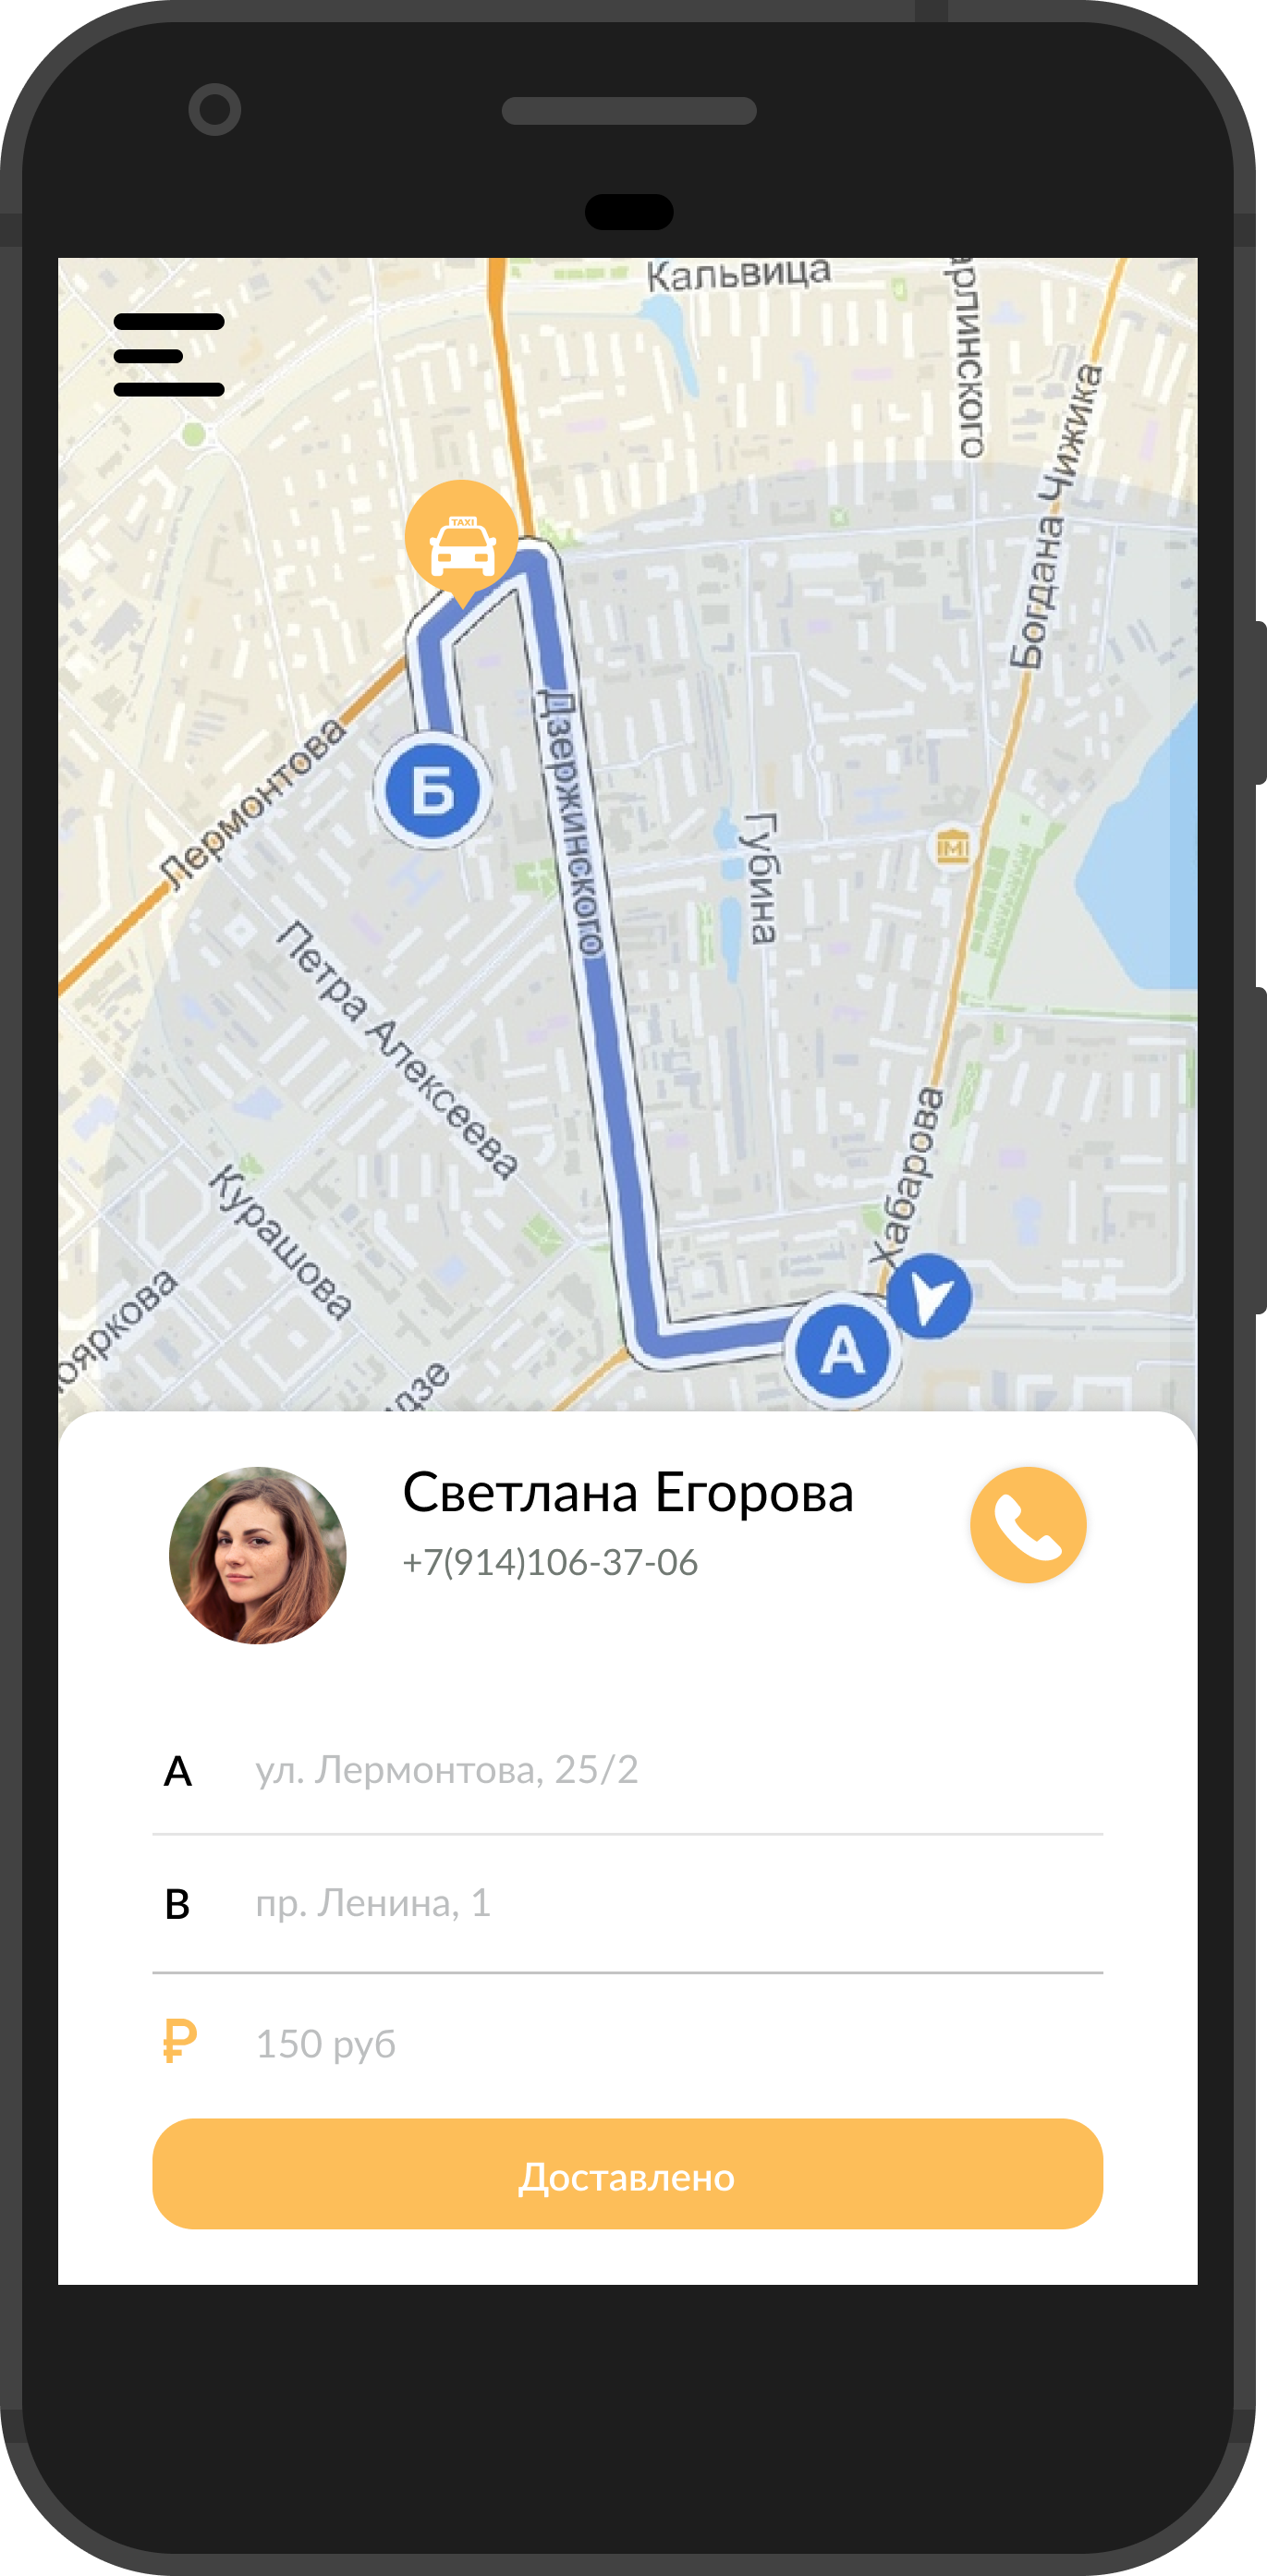 Кальвица
арлинского
Богдана Чижика
TAXI
Дзержинского
Б
Лермонтова
Губина
Петра Алексеева
Хабарова
Курашова
ояркова
дзе
А
Светлана Егорова
+7(914)106-37-06
A ул. Лермонтова, 25/2
B пр. Ленина, 1
₽ 150 руб
Доставлено